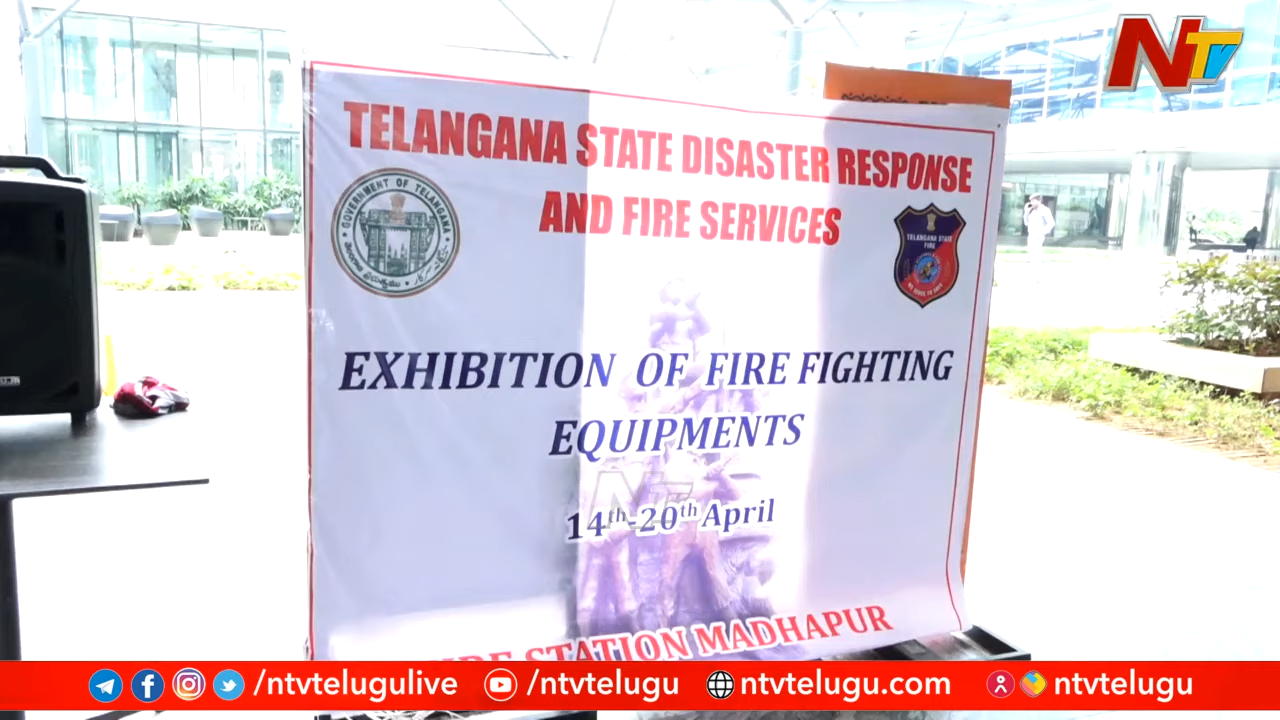 NTV
TELANGANA STATE DISASTER RESPONSE
AND FIRE SERVICES
GOVERNMENT OF TELANGANA
TELANGANA STATE
FIRE
EXHIBITION OF FIRE FIGHTING
EQUIPMENTS
14th-20th April
FIRE STATION MADHAPUR
/ntvtelugulive
/ntvtelugu
ntvtelugu.com
ntvtelugu